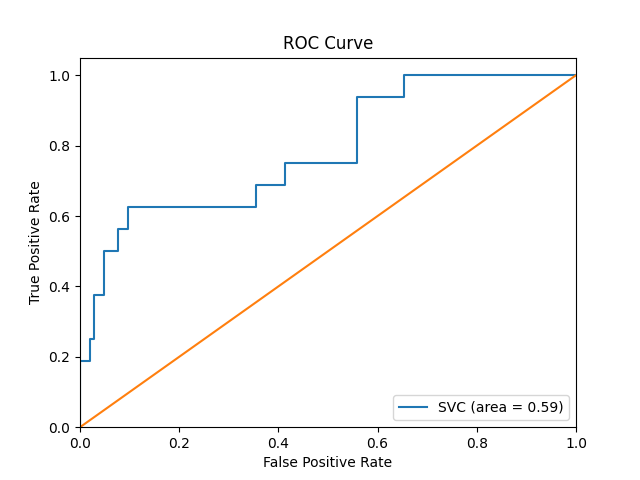 ROC Curve
1.0
0.8
0.6
0.4
0.2
0.0
True Positive Rate
0.0 0.2 0.4 0.6 0.8 1.0
False Positive Rate
SVC (area = 0.59)